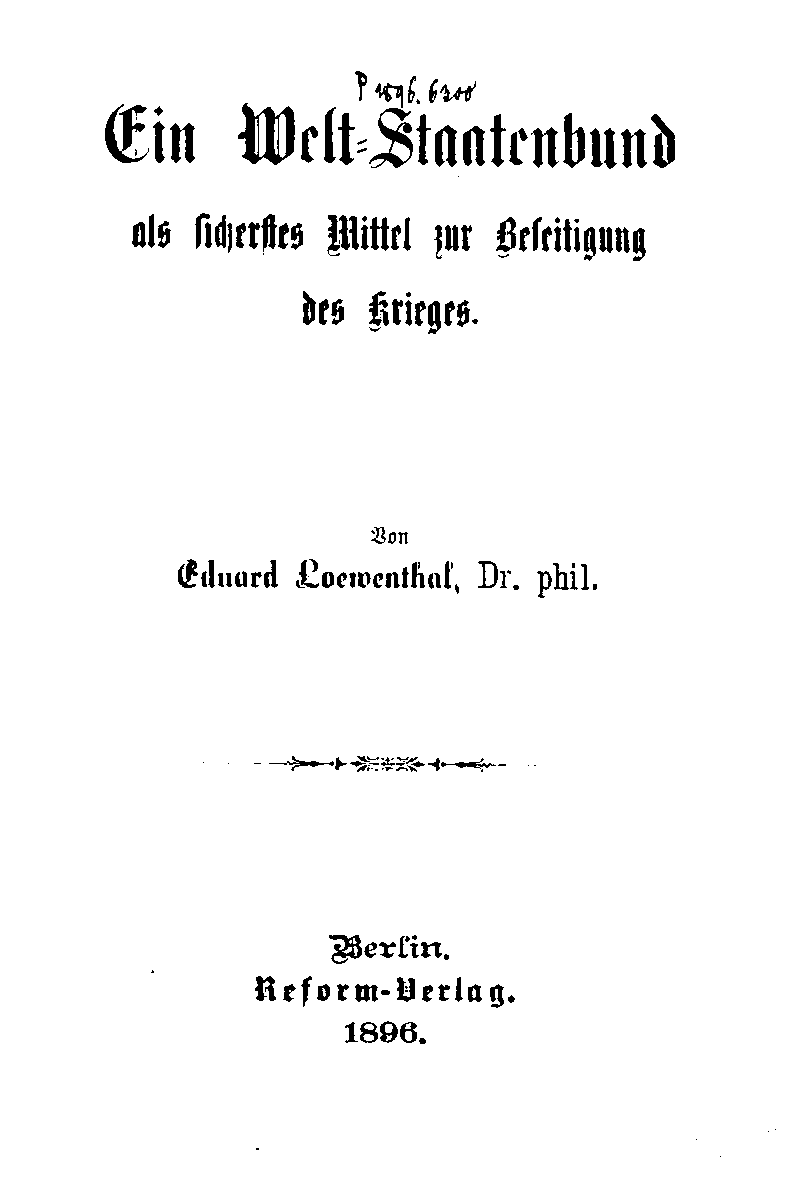 P 1896. 6200
Ein Welt-Staatenbund
als sicherstes Mittel zur Beseitigung
des Krieges.
Von
Eduard Loewenthal, Dr. phil.
Berlin.
Reform-Verlag.
1896.